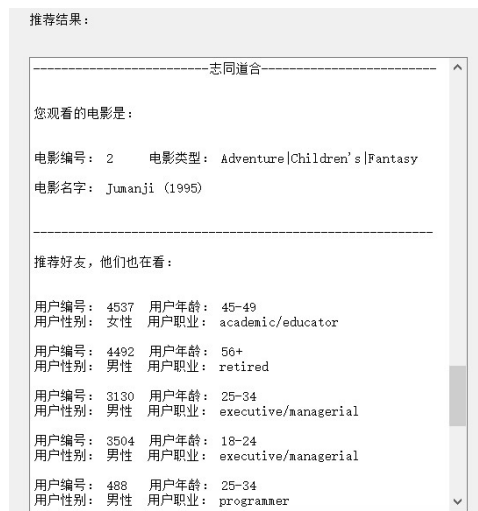 推荐结果：
-------------------------志同道合-------------------------
您观看的电影是：
电影编号： 2 电影类型： Adventure|Children's|Fantasy
电影名字： Jumanji (1995)
---------------------------------------------------------
推荐好友，他们也在看：
用户编号： 4537 用户年龄： 45-49
用户性别： 女性 用户职业： academic/educator
用户编号： 4492 用户年龄： 56+
用户性别： 男性 用户职业： retired
用户编号： 3130 用户年龄： 25-34
用户性别： 男性 用户职业： executive/managerial
用户编号： 3504 用户年龄： 18-24
用户性别： 男性 用户职业： executive/managerial
用户编号： 488 用户年龄： 25-34
用户性别： 男性 用户职业： programmer